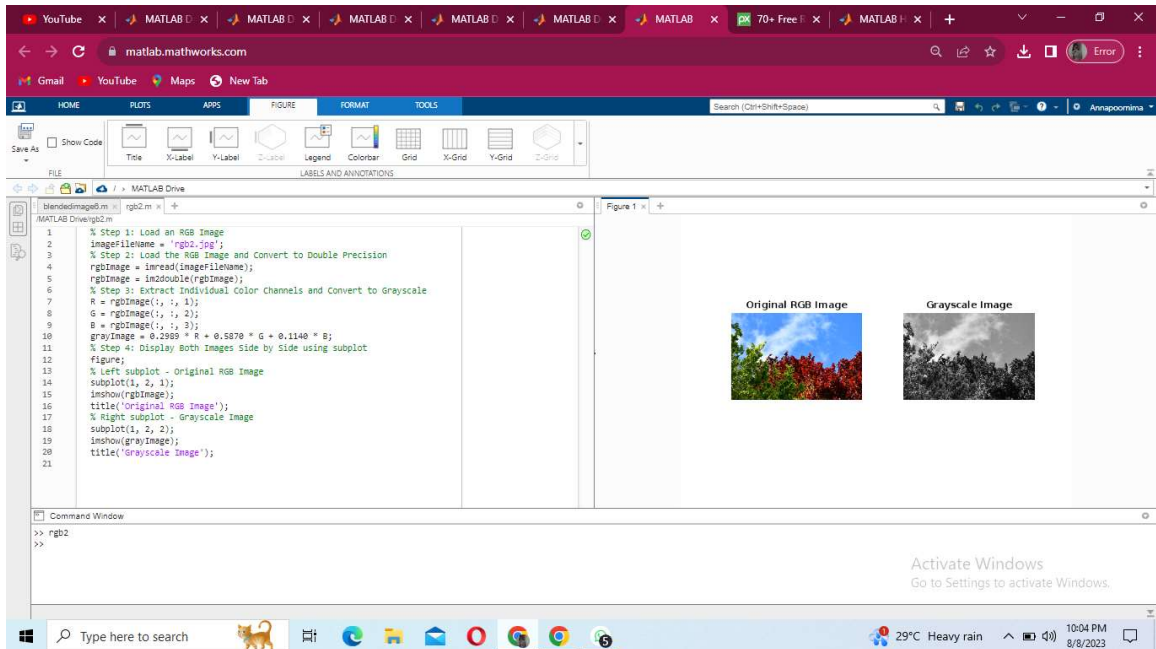 YouTube
MATLAB D
MATLAB D
MATLAB D
MATLAB D
MATLAB D
MATLAB
px 70+ Free
MATLAB H
matlab.mathworks.com
Error
Gmail YouTube Maps New Tab
HOME PLOTS APPS FIGURE FORMAT TOOLS
Search (Ctrl+Shift+Space)
Annapoornima
Save As
Show Code
Title X-Label Y-Label Z-Label Legend Colorbar Grid X-Grid Y-Grid Z-Grid
FILE LABELS AND ANNOTATIONS
/ › MATLAB Drive
blendedimage6.m × rgb2.m × +
/MATLAB Drive/rgb2.m
1 % Step 1: Load an RGB Image
2 imageFileName = 'rgb2.jpg';
3 % Step 2: Load the RGB Image and Convert to Double Precision
4 rgbImage = imread(imageFileName);
5 rgbImage = im2double(rgbImage);
6 % Step 3: Extract Individual Color Channels and Convert to Grayscale
7 R = rgbImage(:, :, 1);
8 G = rgbImage(:, :, 2);
9 B = rgbImage(:, :, 3);
10 grayImage = 0.2989 * R + 0.5870 * G + 0.1140 * B;
11 % Step 4: Display Both Images Side by Side using subplot
12 figure;
13 % Left subplot - Original RGB Image
14 subplot(1, 2, 1);
15 imshow(rgbImage);
16 title('Original RGB Image');
17 % Right subplot - Grayscale Image
18 subplot(1, 2, 2);
19 imshow(grayImage);
20 title('Grayscale Image');
21
Figure 1 × +
Original RGB Image Grayscale Image
Command Window
>> rgb2
>>
Activate Windows
Go to Settings to activate Windows.
Type here to search
29°C Heavy rain
10:04 PM
8/8/2023